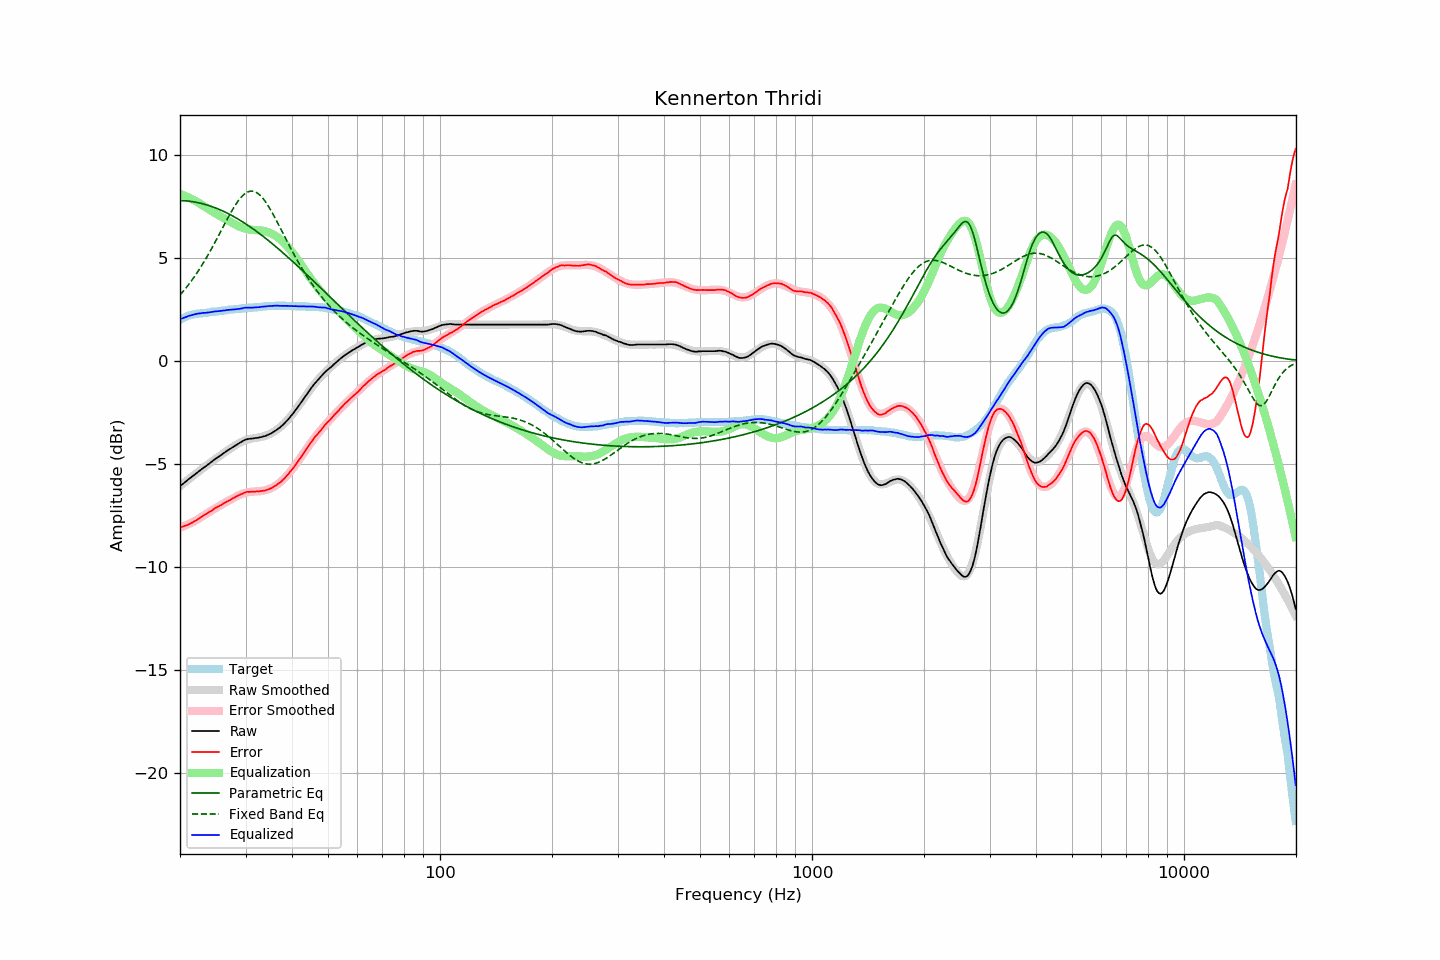 Kennerton Thridi
10
5
0
−5
−10
−15
−20
Amplitude (dBr)
Target
Raw Smoothed
Error Smoothed
Raw
Error
Equalization
Parametric Eq
Fixed Band Eq
Equalized
100
1000
10000
Frequency (Hz)